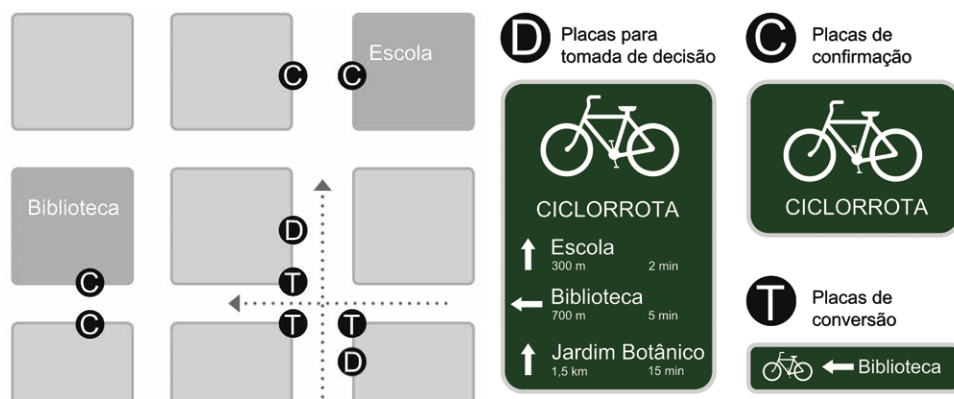 C
C
Escola
Biblioteca
D
C
T
C
T
T
D
D
Placas para
tomada de decisão
CICLORROTA
Escola
300 m 2 min
Biblioteca
700 m 5 min
Jardim Botânico
1,5 km 15 min
C
Placas de
confirmação
CICLORROTA
T
Placas de
conversão
Biblioteca